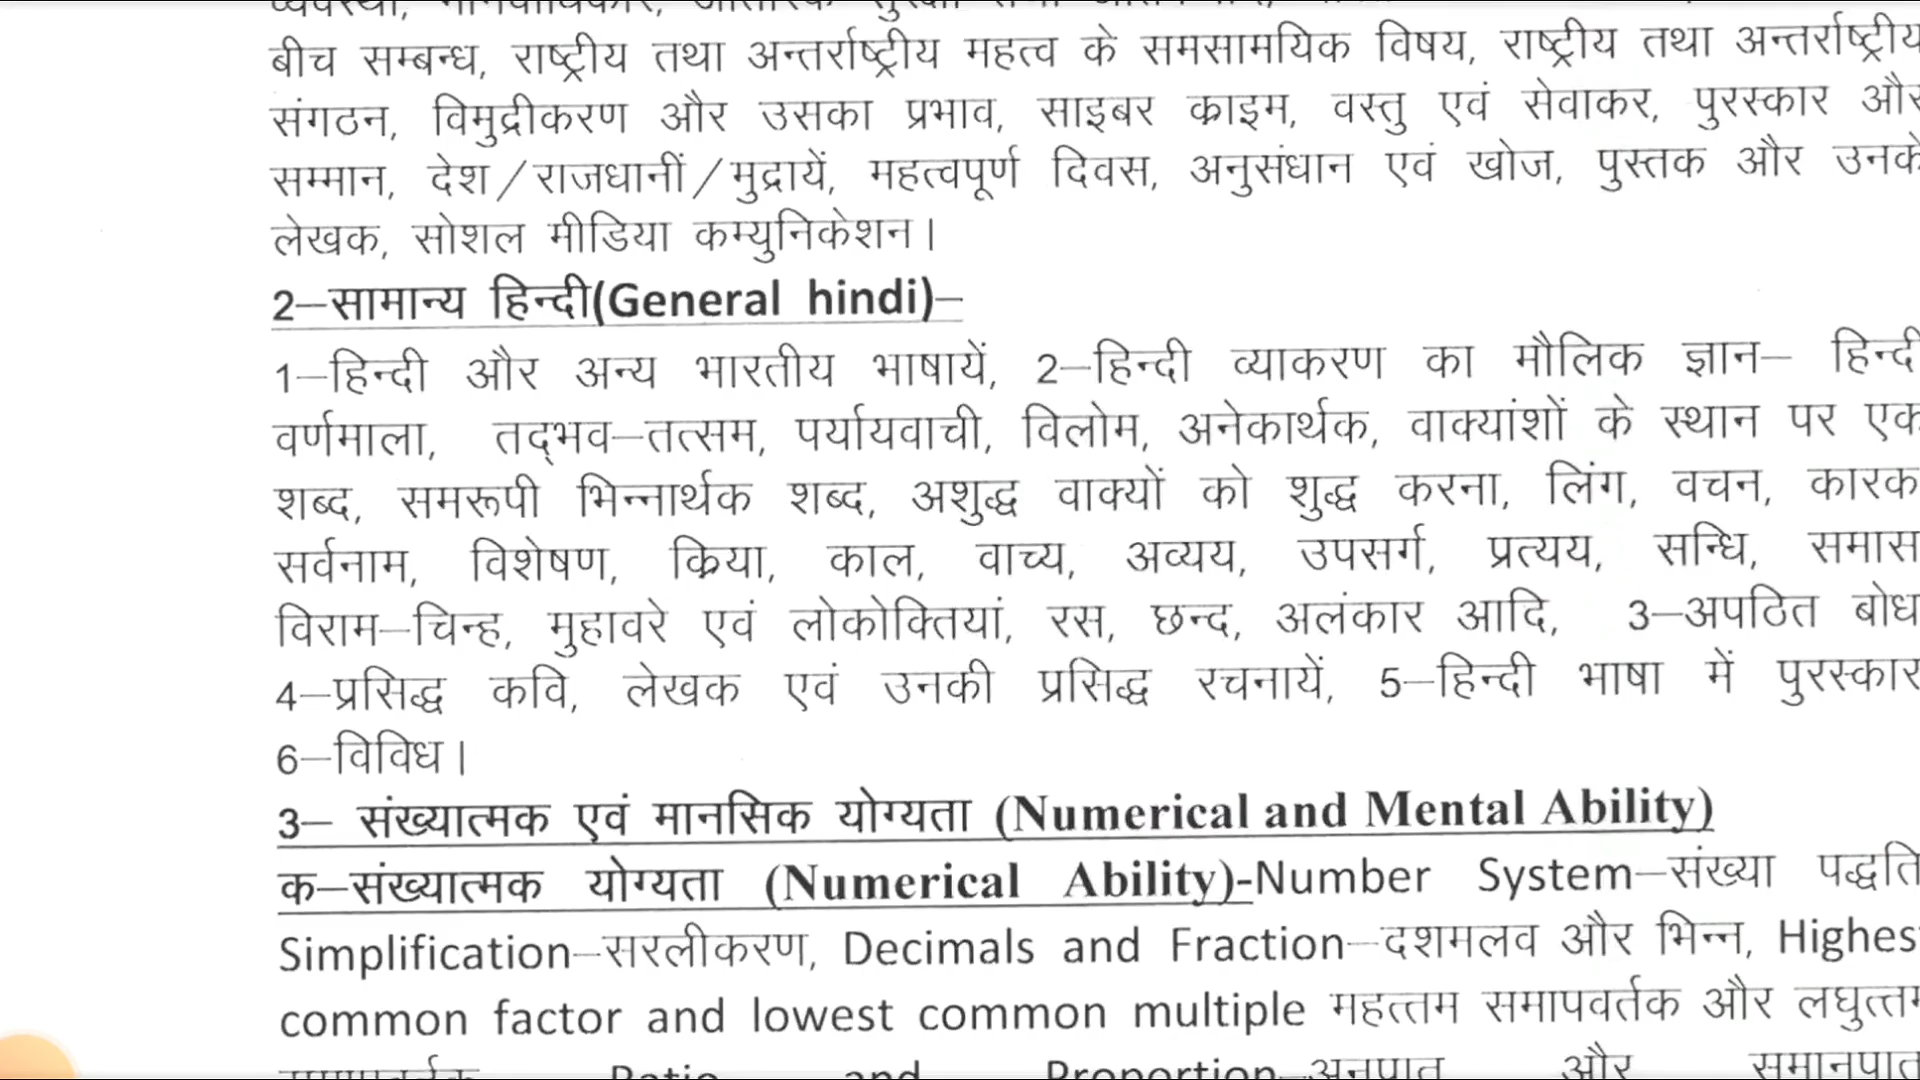 बीच सम्बन्ध, राष्ट्रीय तथा अन्तर्राष्ट्रीय महत्व के समसामयिक विषय, राष्ट्रीय तथा अन्तर्राष्ट्रीय
संगठन, विमुद्रीकरण और उसका प्रभाव, साइबर क्राइम, वस्तु एवं सेवाकर, पुरस्कार और
सम्मान, देश/राजधानीं/मुद्रायें, महत्वपूर्ण दिवस, अनुसंधान एवं खोज, पुस्तक और उनके
लेखक, सोशल मीडिया कम्युनिकेशन।
2—सामान्य हिन्दी(General hindi)—
1—हिन्दी और अन्य भारतीय भाषायें, 2—हिन्दी व्याकरण का मौलिक ज्ञान— हिन्दी
वर्णमाला, तद्भव—तत्सम, पर्यायवाची, विलोम, अनेकार्थक, वाक्यांशों के स्थान पर एक
शब्द, समरूपी भिन्नार्थक शब्द, अशुद्ध वाक्यों को शुद्ध करना, लिंग, वचन, कारक
सर्वनाम, विशेषण, क्रिया, काल, वाच्य, अव्यय, उपसर्ग, प्रत्यय, सन्धि, समास
विराम—चिन्ह, मुहावरे एवं लोकोक्तियां, रस, छन्द, अलंकार आदि, 3—अपठित बोध
4—प्रसिद्ध कवि, लेखक एवं उनकी प्रसिद्ध रचनायें, 5—हिन्दी भाषा में पुरस्कार
6—विविध।
3— संख्यात्मक एवं मानसिक योग्यता (Numerical and Mental Ability)
क—संख्यात्मक योग्यता (Numerical Ability)-Number System—संख्या पद्धति
Simplification—सरलीकरण, Decimals and Fraction—दशमलव और भिन्न, Highes
common factor and lowest common multiple महत्तम समापवर्तक और लघुत्तम
Ratio and Proportion—अनुपात और समानुपात